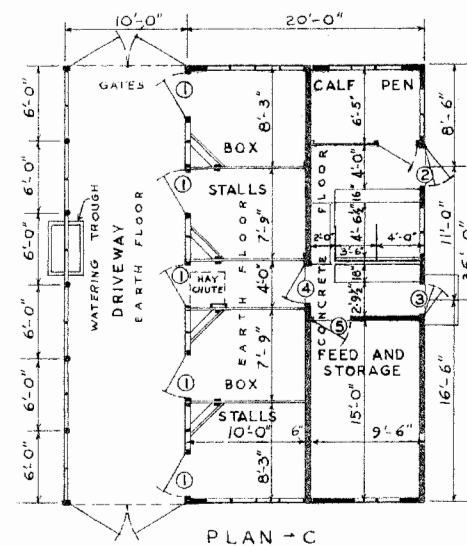 10'-0"
20'-0"
GATES
CALF PEN
6'-0"
6'-0"
6'-0"
6'-0"
6'-0"
6'-0"
WATERING TROUGH
DRIVEWAY
EARTH FLOOR
1
1
1
1
1
BOX
STALLS
8'-3"
7'-9"
4'-0"
7'-9"
8'-3"
HAY
CHUTE
EARTH FLOOR
BOX
STALLS
10'-0"
6"
CONCRETE FLOOR
6'-5"
4'-0"
16"
4'-6½"
2'-0"
3'-6"
4'-0"
18"
2'-9½"
2
3
4
5
FEED AND
STORAGE
15'-0"
9'-6"
8'-6"
11'-0"
16'-6"
PLAN - C